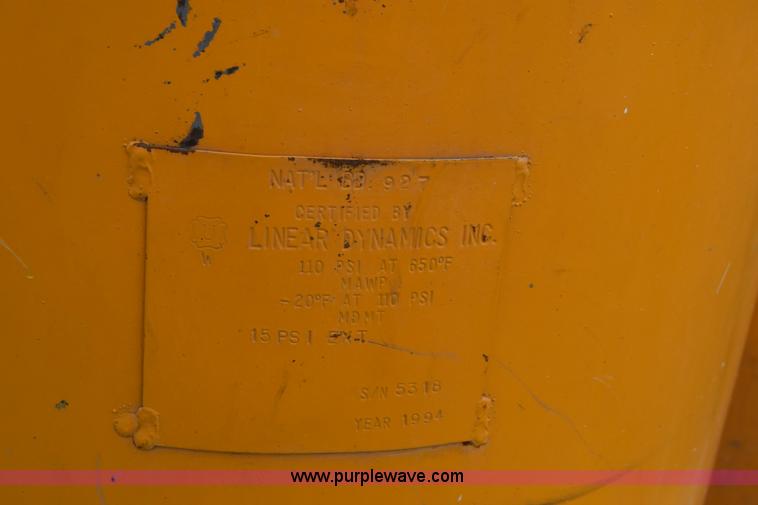 NAT'L BD. 927
CERTIFIED BY
LINEAR DYNAMICS INC.
U
W
110 PSI AT 650°F
MAWP
-20°F AT 110 PSI
MDMT
15 PSI EXT.
S/N 5318
YEAR 1994
www.purplewave.com